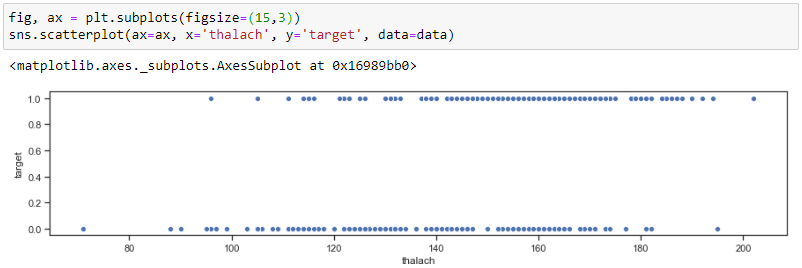 fig, ax = plt.subplots(figsize=(15,3))
sns.scatterplot(ax=ax, x='thalach', y='target', data=data)
<matplotlib.axes._subplots.AxesSubplot at 0x16989bb0>
1.0
0.8
0.6
0.4
0.2
0.0
target
80 100 120 140 160 180 200
thalach